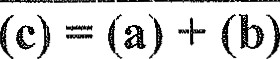 (c) = (a) + (b)